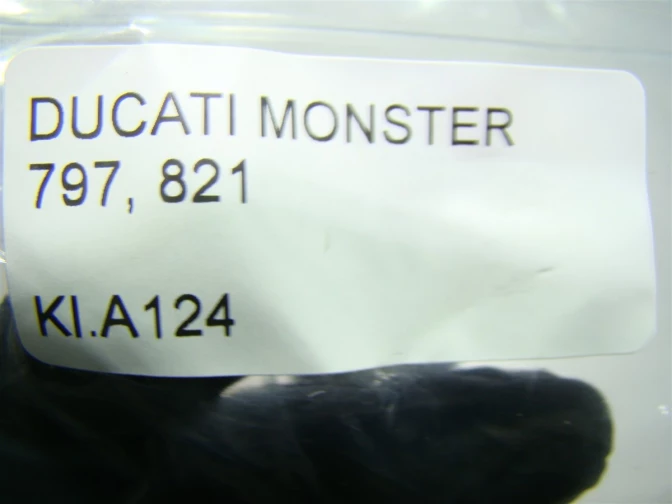 DUCATI MONSTER
797, 821
KI.A124